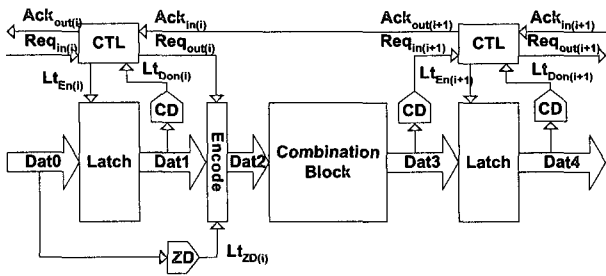 Ack_out(i) Ack_in(i) Ack_out(i+1) Ack_in(i+1)
Req_in(i) CTL Req_out(i) Req_in(i+1) CTL Req_out(i+1)
Lt_En(i) Lt_Don(i) Lt_En(i+1) Lt_Don(i+1)
CD CD CD
Dat0 Latch Dat1 Encode Dat2 Combination Block Dat3 Latch Dat4
ZD Lt_ZD(i)